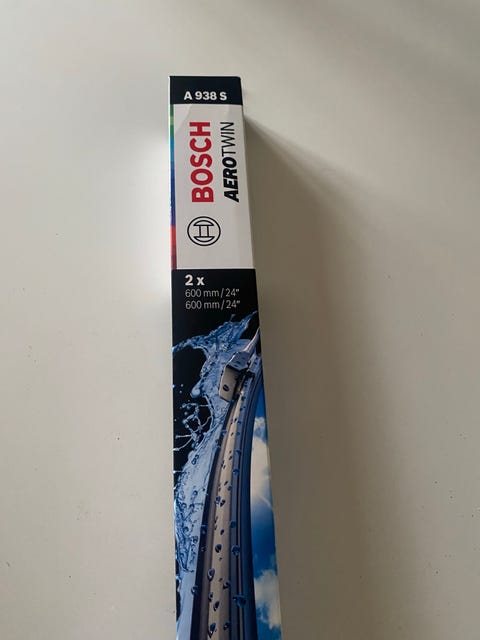 A 938 S
BOSCH
AEROTWIN
2 x
600 mm / 24"
600 mm / 24"